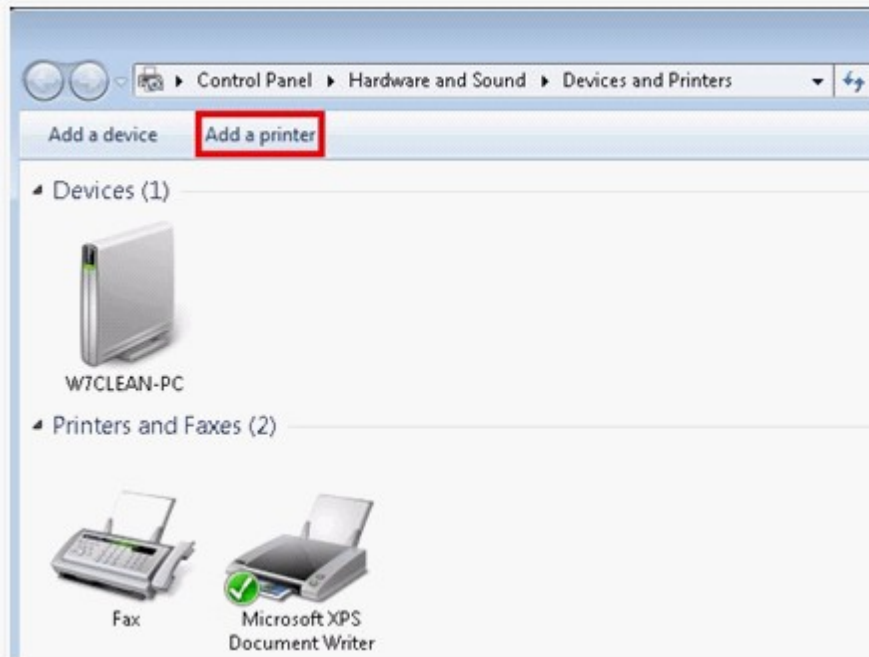 Control Panel ▸ Hardware and Sound ▸ Devices and Printers
Add a device Add a printer
Devices (1)
W7CLEAN-PC
Printers and Faxes (2)
Fax
Microsoft XPS
Document Writer